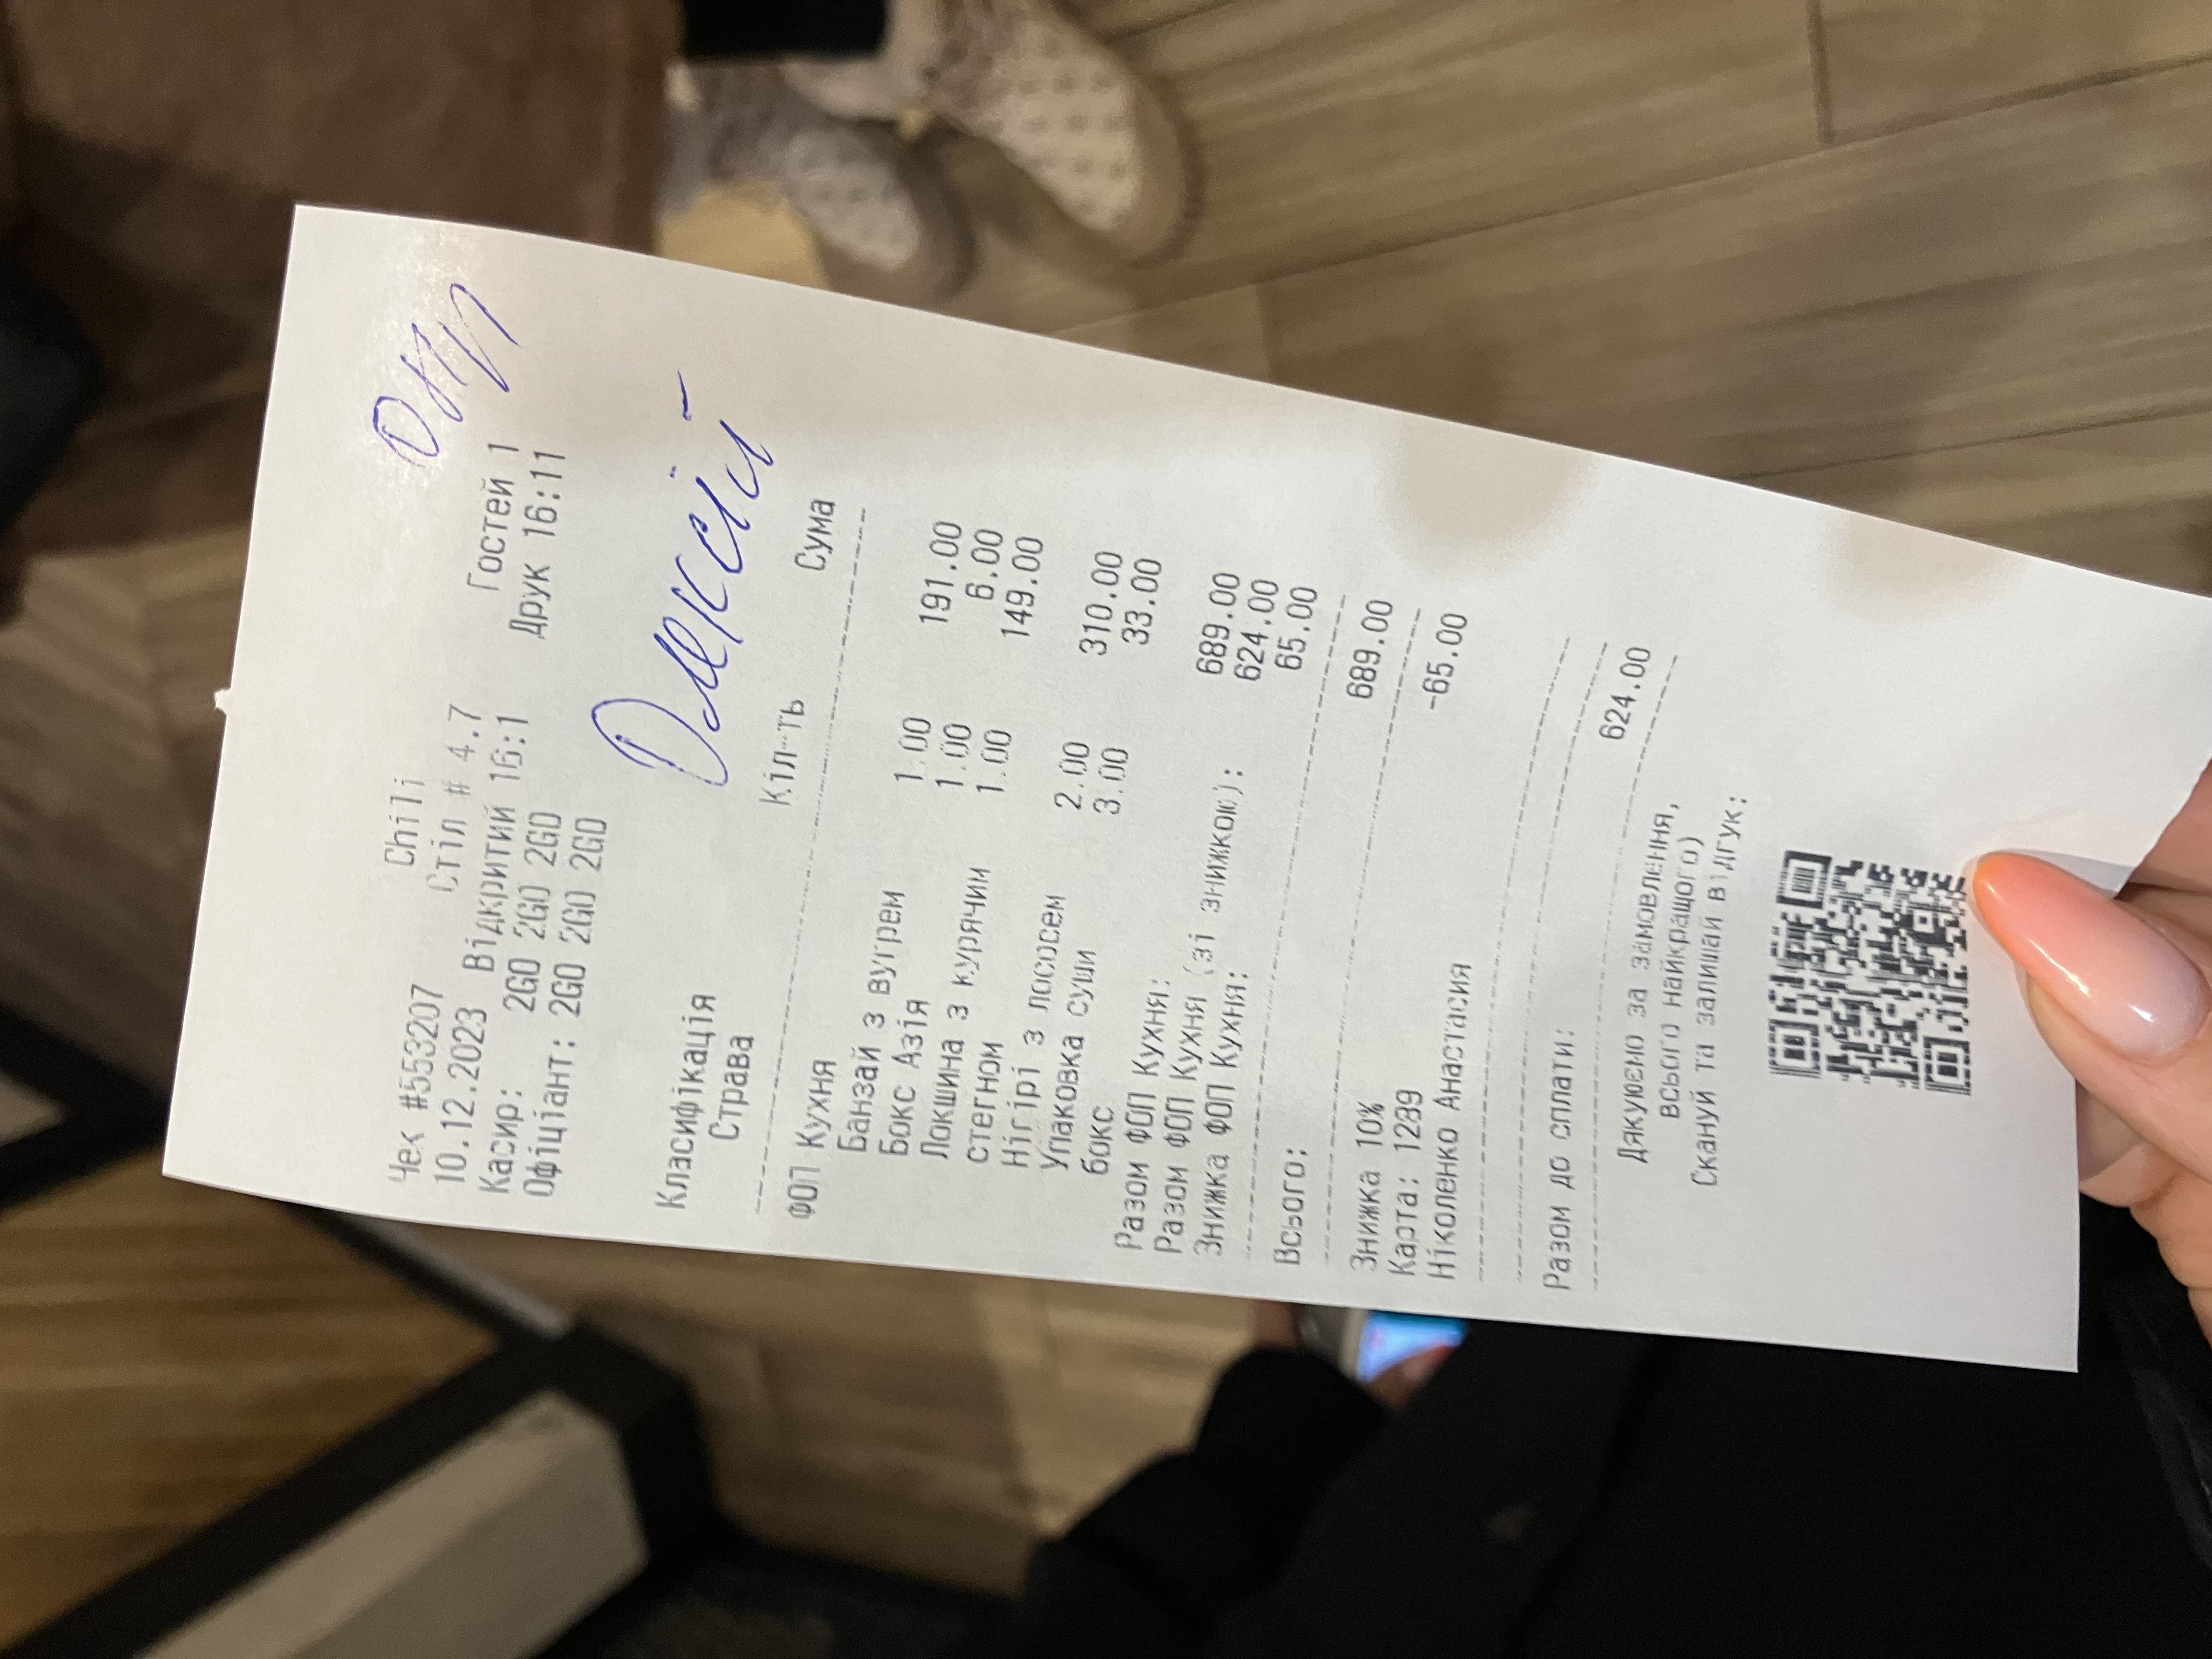 Chili
Чек #553207 Стіл # 4.7 Гостей 1
10.12.2023 Відкритий 16:1 Друк 16:11
Касир: 2GO 2GO 2GO
Офіціант: 2GO 2GO 2GO
Олексій
Класифікація
Страва Кіл-ть Сума
ФОП Кухня
Банзай з вугрем 1.00 191.00
Бокс Азія 1.00 6.00
Локшина з курячим 1.00 149.00
стегном
Нігірі з лососем 2.00 310.00
Упаковка суши 3.00 33.00
бокс
Разом ФОП Кухня: 689.00
Разом ФОП Кухня (зі знижкою): 624.00
Знижка ФОП Кухня: 65.00
Всього: 689.00
Знижка 10% -65.00
Карта: 1289
Ніколенко Анастасия
Разом до сплати: 624.00
Дякуюємо за замовлення,
всього найкращого)
Скануй та залишай відгук: